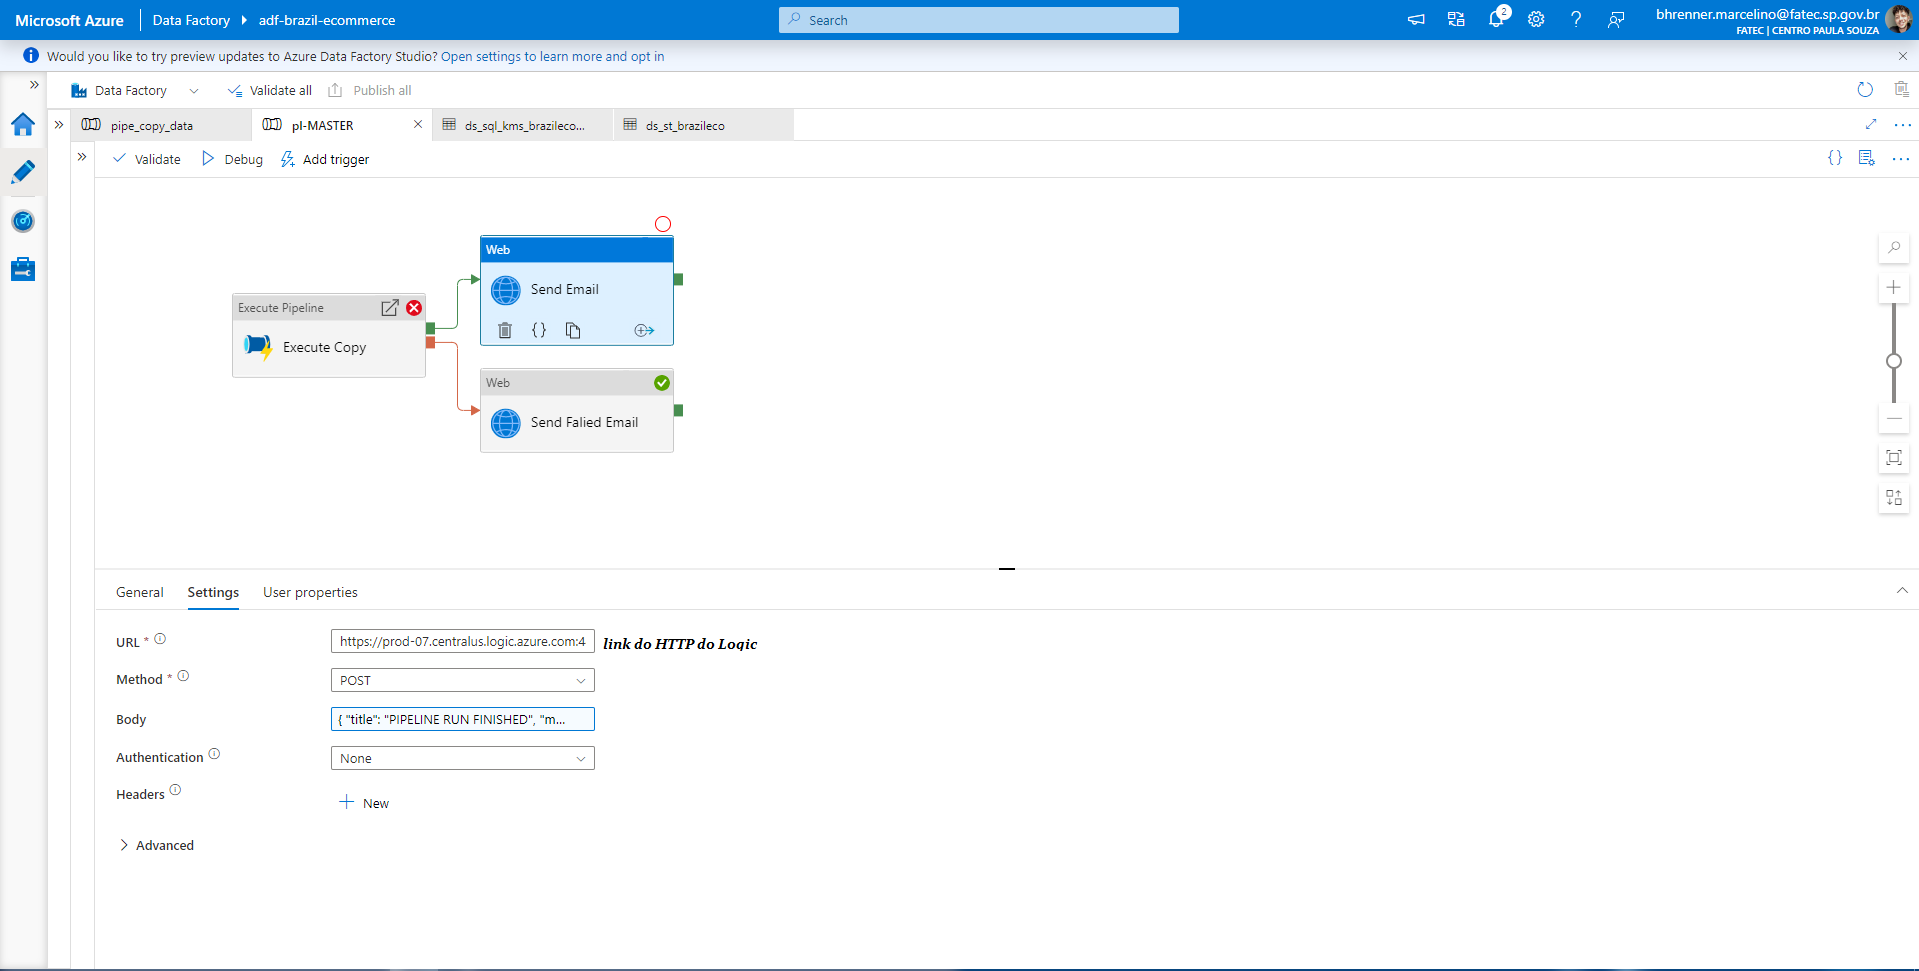 Microsoft Azure
Data Factory
adf-brazil-ecommerce
Search
2
bhrenner.marcelino@fatec.sp.gov.br
FATEC | CENTRO PAULA SOUZA
Would you like to try preview updates to Azure Data Factory Studio? Open settings to learn more and opt in
Data Factory
Validate all
Publish all
pipe_copy_data
pl-MASTER
ds_sql_kms_brazileco...
ds_st_brazileco
Validate
Debug
Add trigger
Web
Send Email
Execute Pipeline
Execute Copy
Web
Send Falied Email
General
Settings
User properties
URL *
https://prod-07.centralus.logic.azure.com:4
link do HTTP do Logic
Method *
POST
Body
{ "title": "PIPELINE RUN FINISHED", "m...
Authentication
None
Headers
New
Advanced